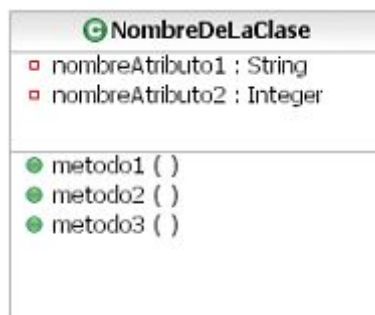 C NombreDeLaClase
nombreAtributo1 : String
nombreAtributo2 : Integer
metodo1 ( )
metodo2 ( )
metodo3 ( )